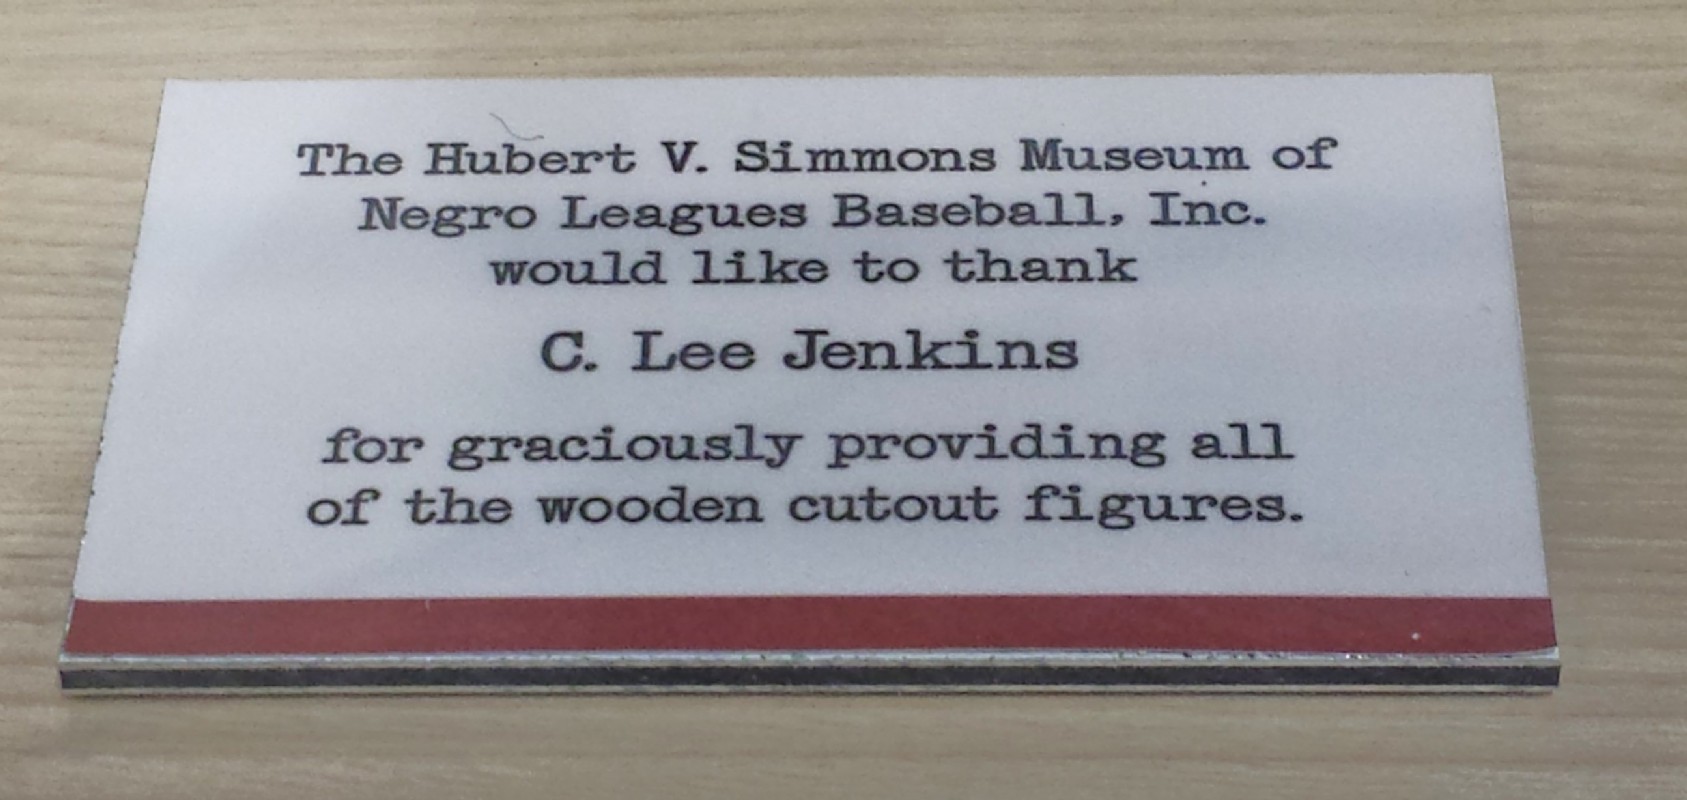 The Hubert V. Simmons Museum of
Negro Leagues Baseball, Inc.
would like to thank
C. Lee Jenkins
for graciously providing all
of the wooden cutout figures.